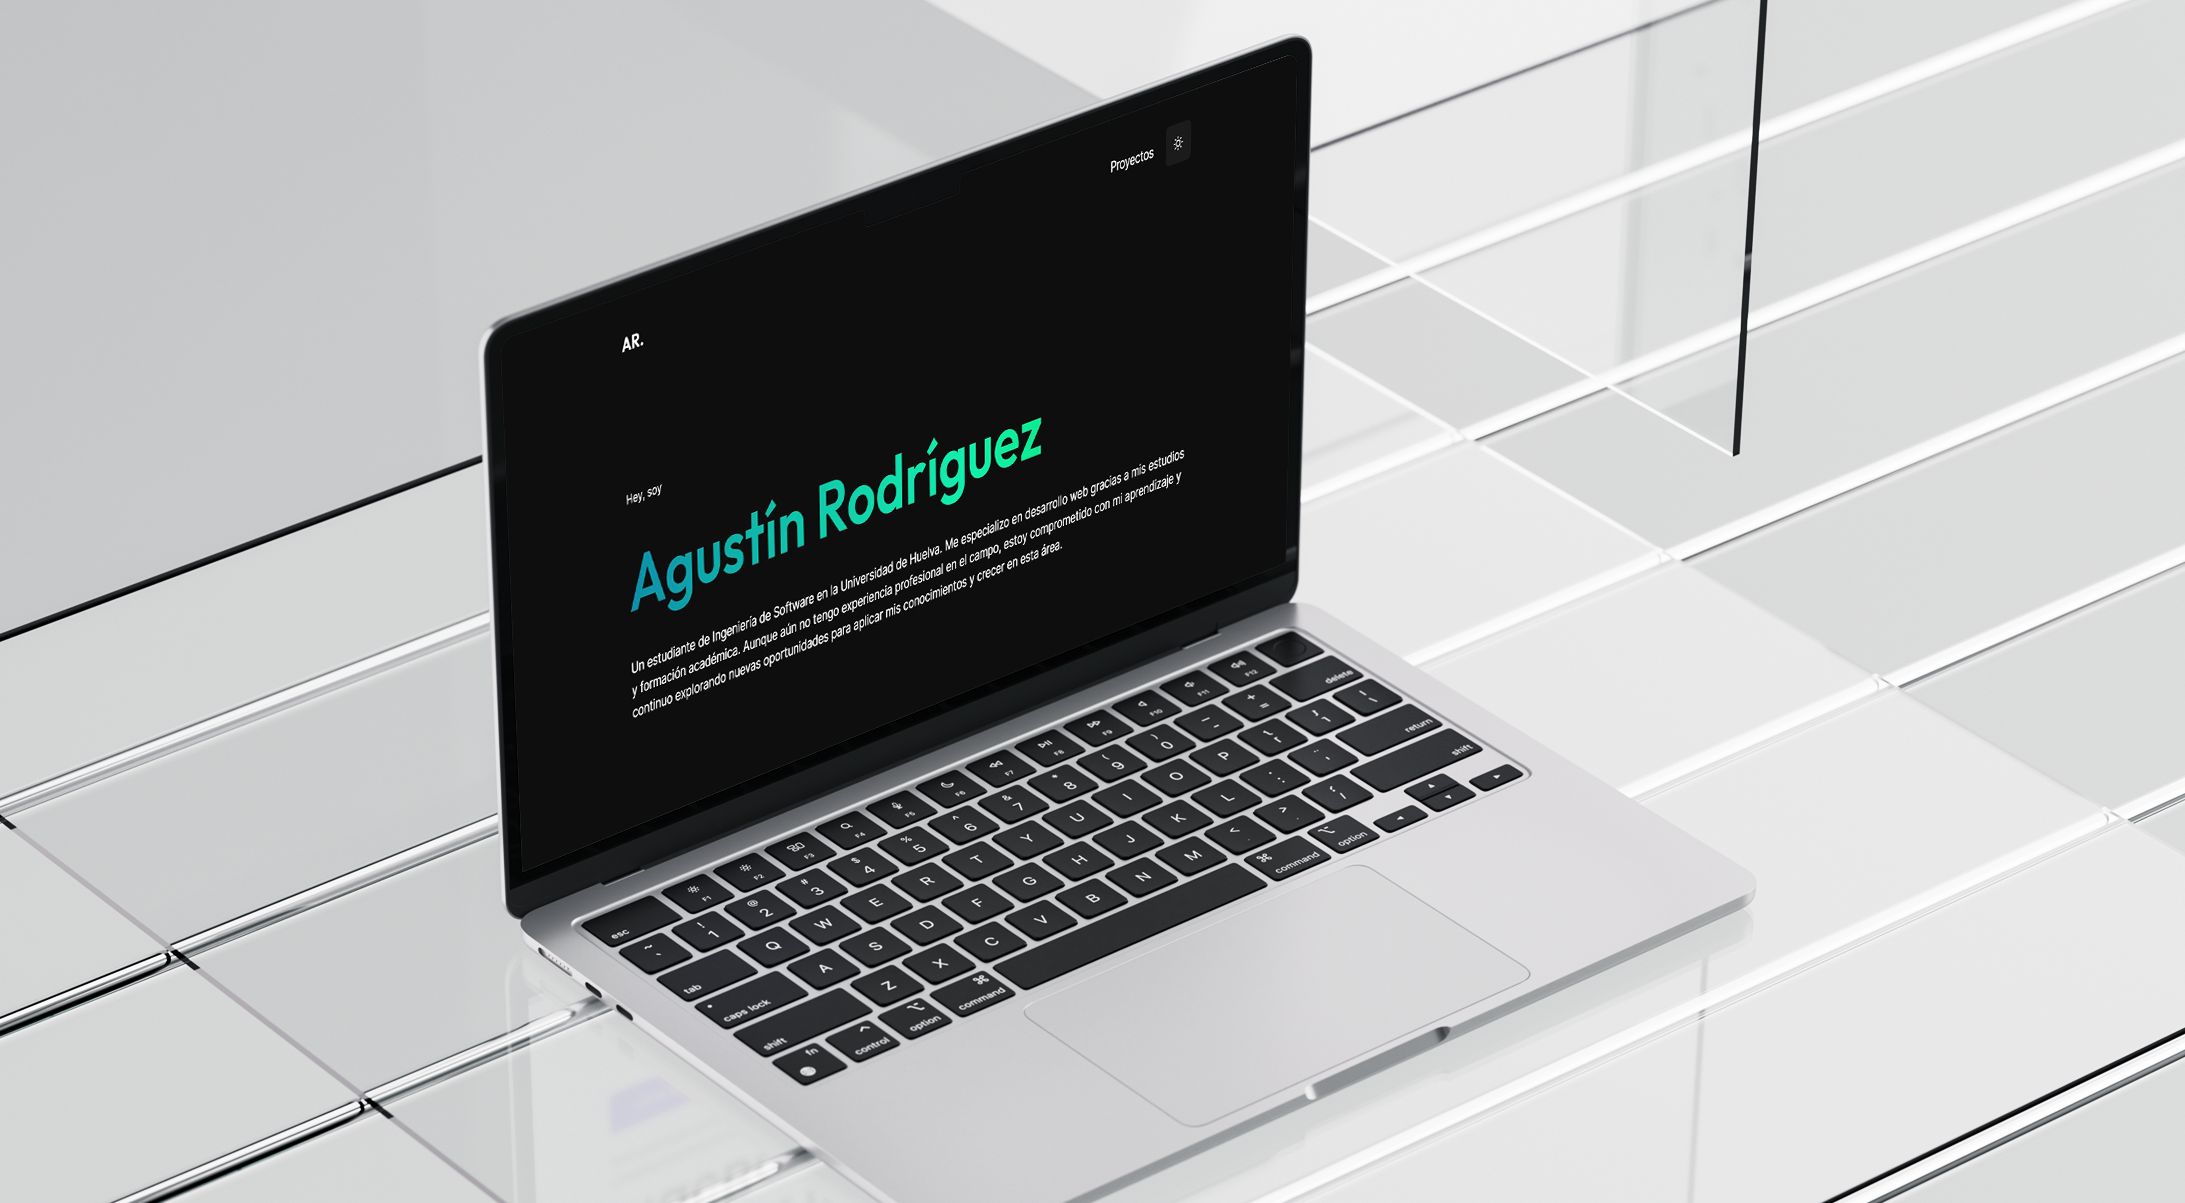 Proyectos
AR.
Hey, soy
Agustín Rodríguez
Un estudiante de Ingeniería de Software en la Universidad de Huelva. Me especializo en desarrollo web gracias a mis estudios
y formación académica. Aunque aún no tengo experiencia profesional en el campo, estoy comprometido con mi aprendizaje y
continuo explorando nuevas oportunidades para aplicar mis conocimientos y crecer en esta área.
esc F1 F2 F3 F4 F5 F6 F7 F8 F9 F10 F11 F12
~ ! 1 @ 2 # 3 $ 4 % 5 ^ 6 & 7 * 8 ( 9 ) 0 — - + = delete
tab Q W E R T Y U I O P
caps lock A S D F G H J K L return
shift Z X C V B N M < > shift
fn control option command command option